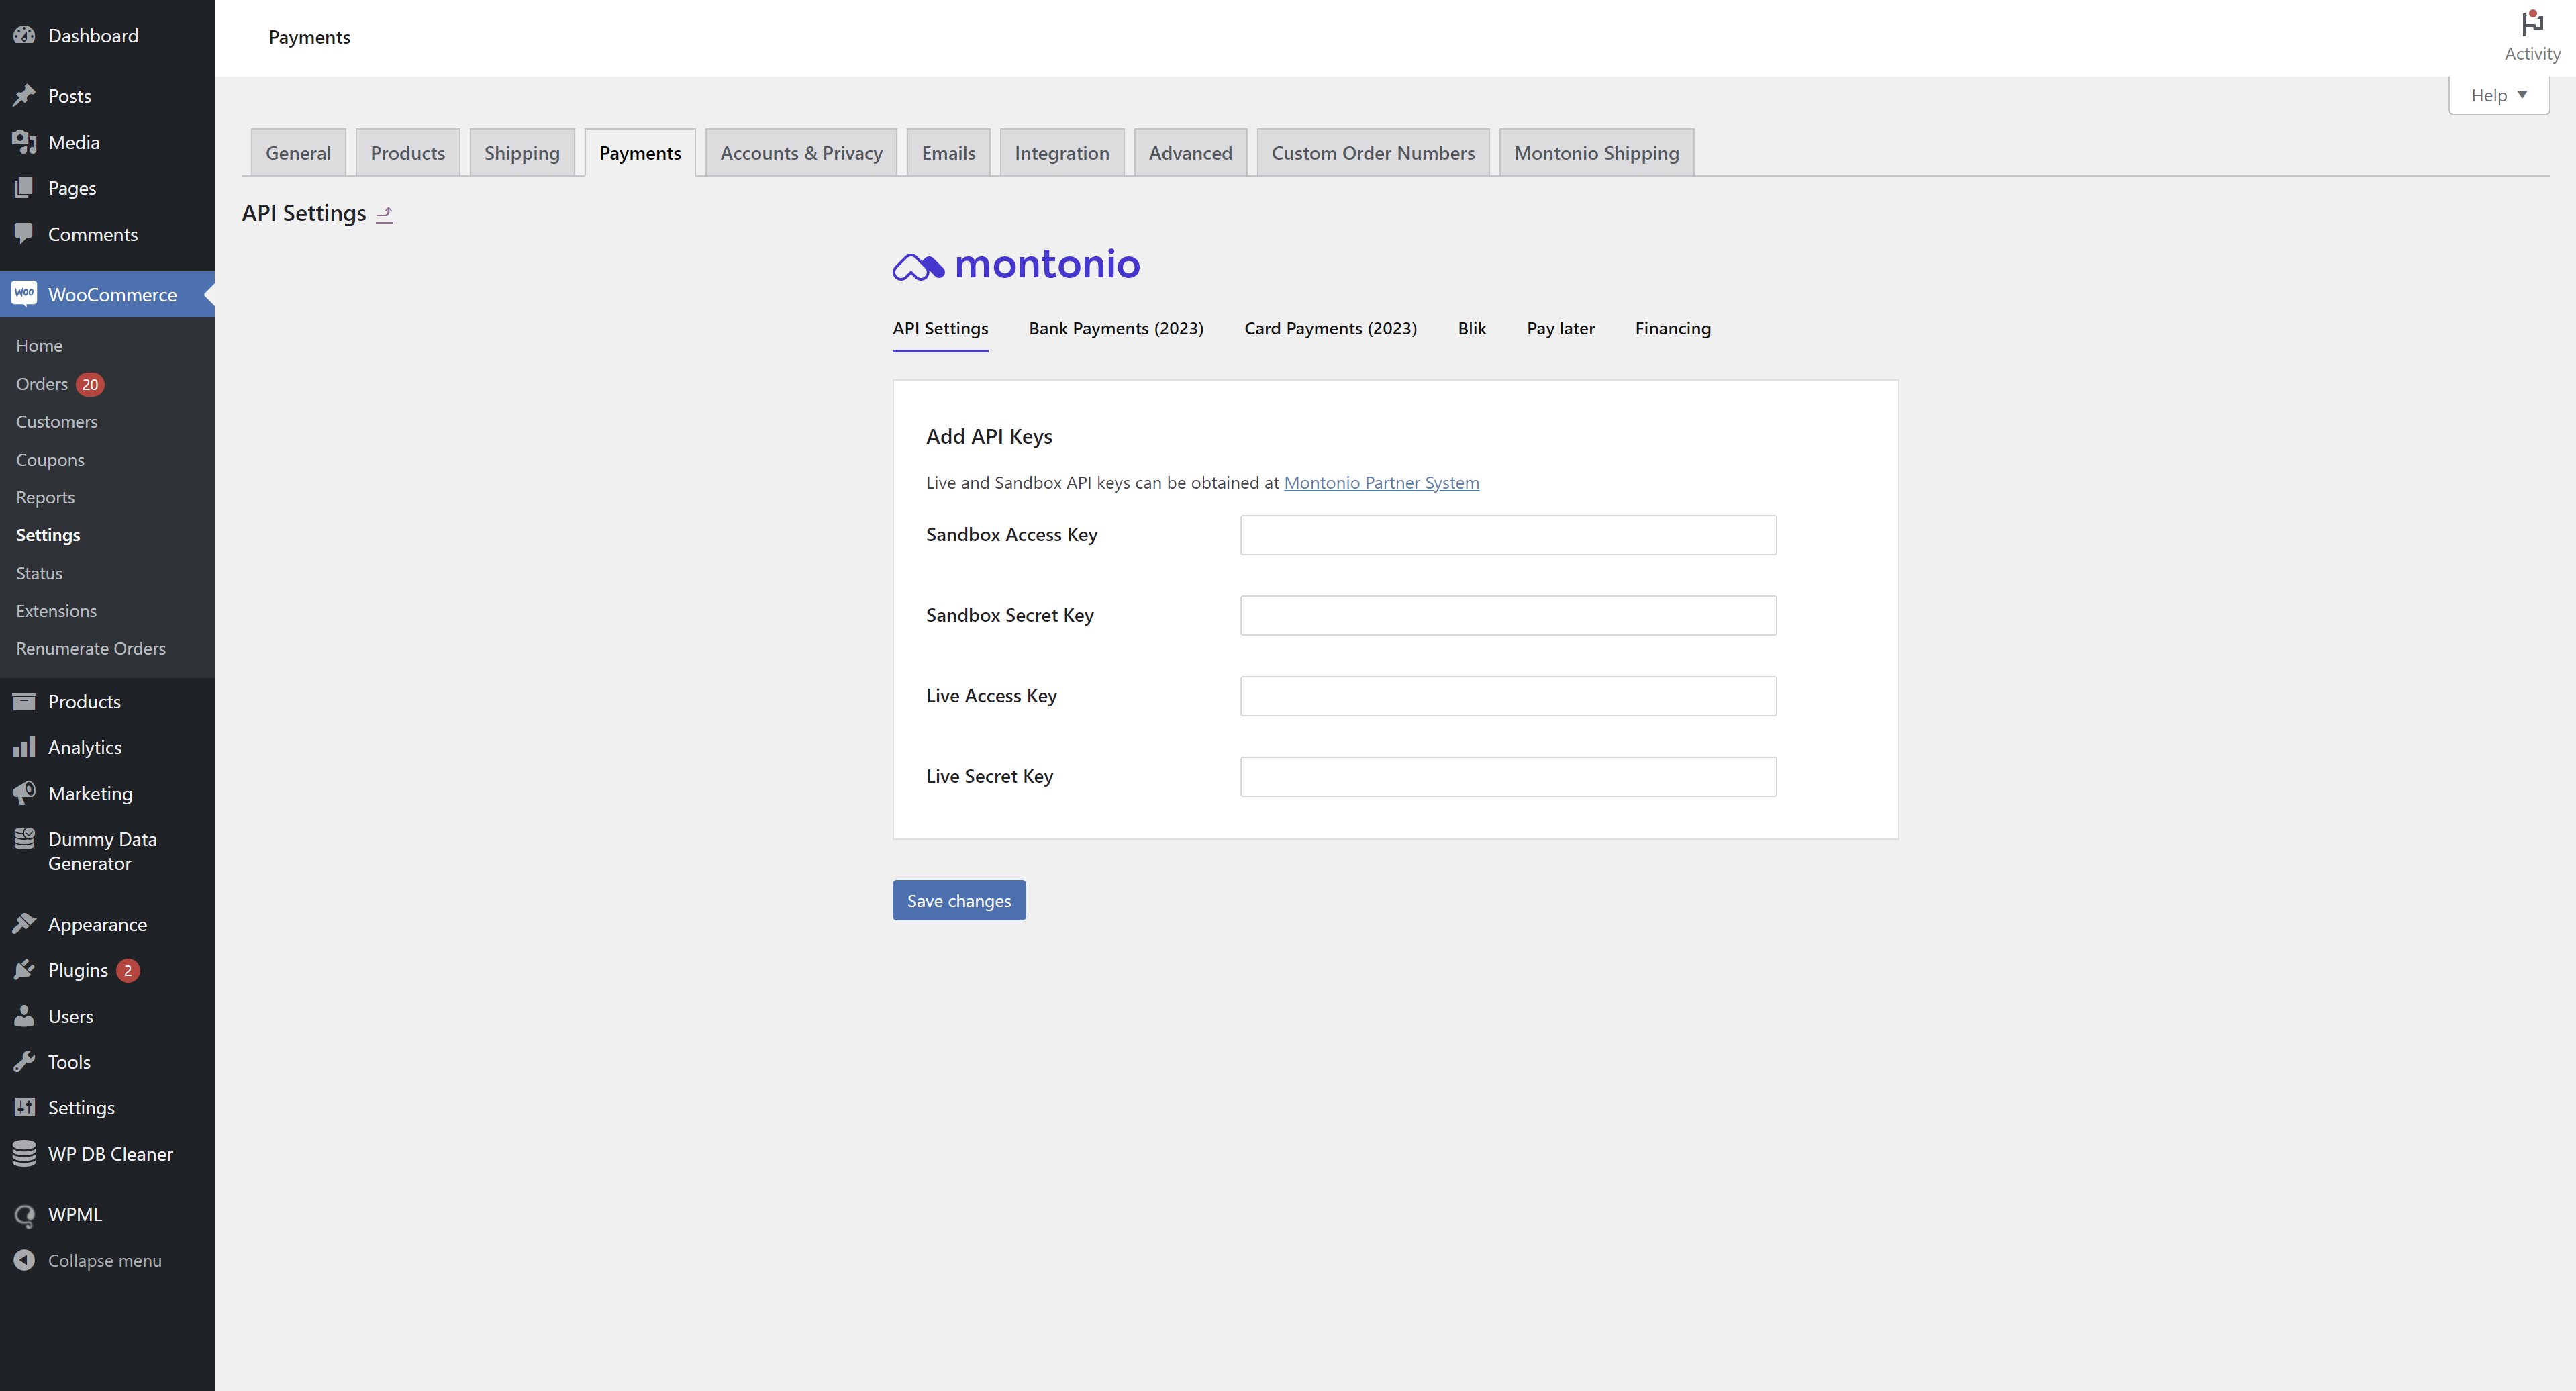 Dashboard
Posts
Media
Pages
Comments
Woo WooCommerce
Home
Orders 20
Customers
Coupons
Reports
Settings
Status
Extensions
Renumerate Orders
Products
Analytics
Marketing
Dummy Data
Generator
Appearance
Plugins 2
Users
Tools
Settings
WP DB Cleaner
WPML
Collapse menu
Payments
Activity
Help
General Products Shipping Payments Accounts & Privacy Emails Integration Advanced Custom Order Numbers Montonio Shipping
API Settings
montonio
API Settings Bank Payments (2023) Card Payments (2023) Blik Pay later Financing
Add API Keys
Live and Sandbox API keys can be obtained at Montonio Partner System
Sandbox Access Key
Sandbox Secret Key
Live Access Key
Live Secret Key
Save changes